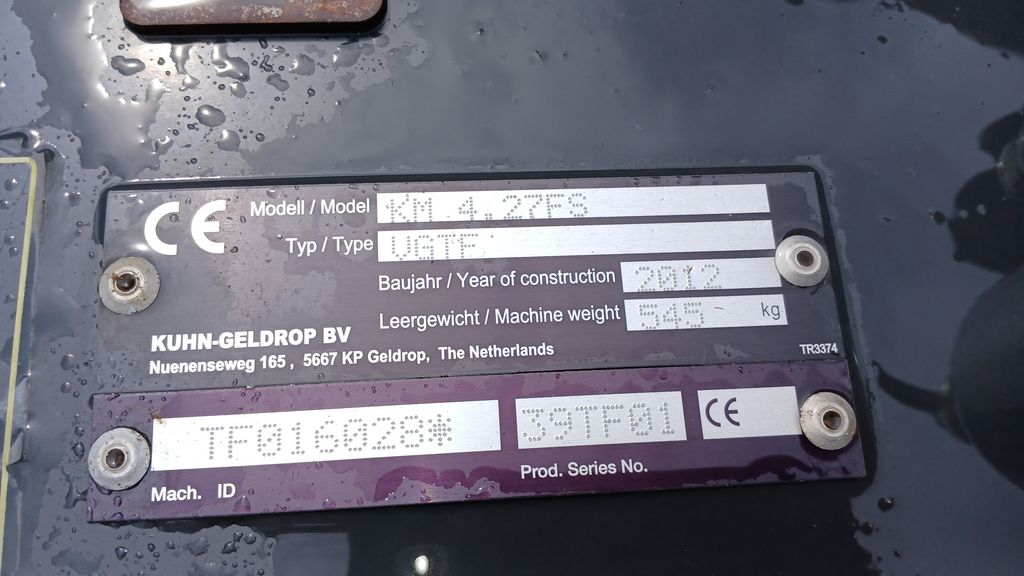 CE Modell / Model KM 4.27FS
Typ / Type VGTF
Baujahr / Year of construction 2012
Leergewicht / Machine weight 545 kg
KUHN-GELDROP BV
Nuenenseweg 165 , 5667 KP Geldrop, The Netherlands
TR3374
TF016028* 39TF01 CE
Mach. ID Prod. Series No.